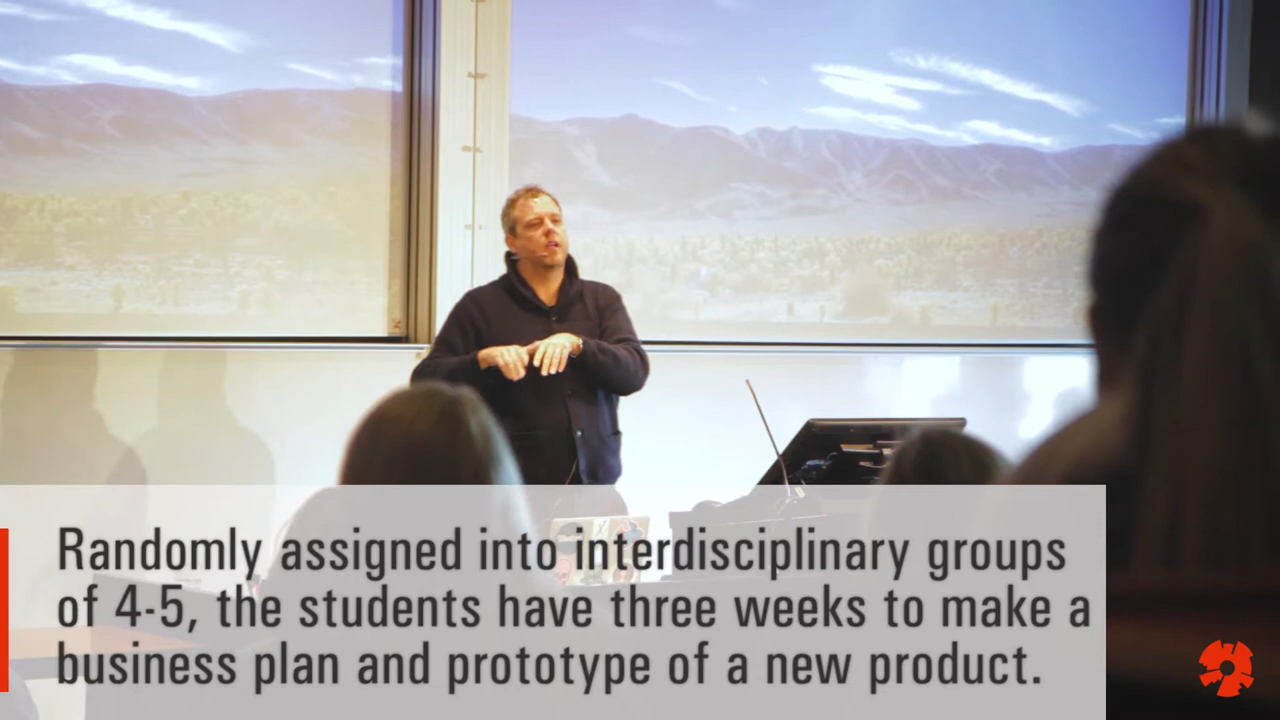 Randomly assigned into interdisciplinary groups
of 4-5, the students have three weeks to make a
business plan and prototype of a new product.